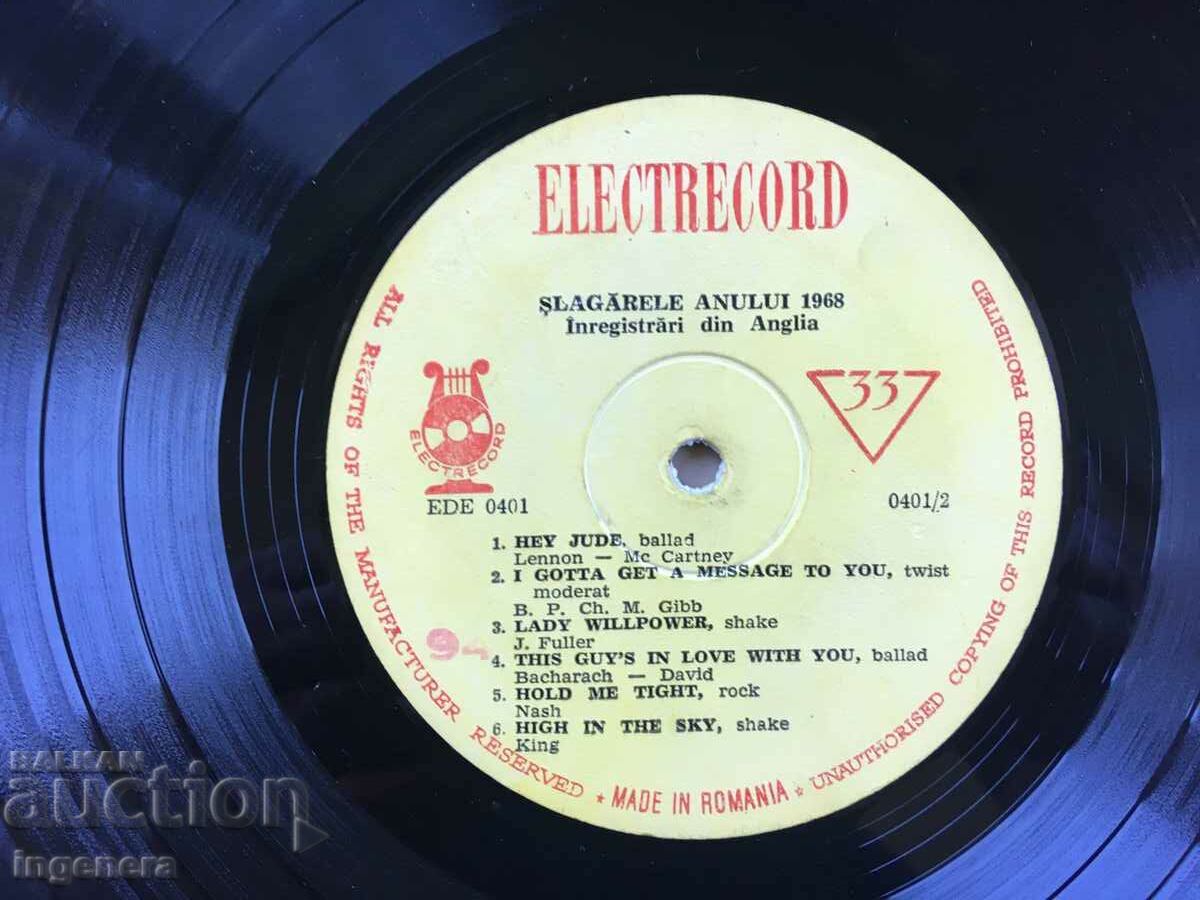 ELECTRECORD
ȘLAGĂRELE ANULUI 1968
Înregistrări din Anglia
33
ELECTRECORD
EDE 0401
0401/2
1. HEY JUDE, ballad
Lennon — Mc Cartney
2. I GOTTA GET A MESSAGE TO YOU, twist
moderat
B. P. Ch. M. Gibb
3. LADY WILLPOWER, shake
J. Fuller
4. THIS GUY'S IN LOVE WITH YOU, ballad
Bacharach — David
5. HOLD ME TIGHT, rock
Nash
6. HIGH IN THE SKY, shake
King
94
ALL RIGHTS OF THE MANUFACTURER RESERVED ★ MADE IN ROMANIA ★ UNAUTHORISED COPYING OF THIS RECORD PROHIBITED
BALKAN
auction
ingenera